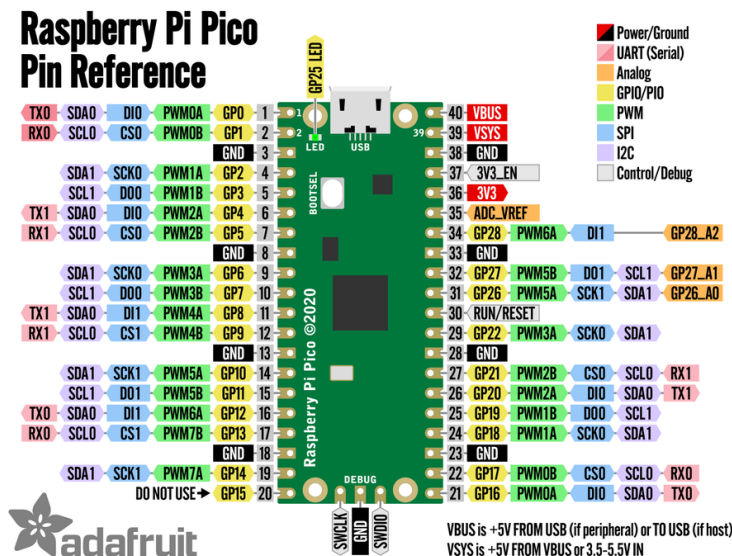 Raspberry Pi Pico
Pin Reference
GP25 LED
Power/Ground
UART (Serial)
Analog
GPIO/PIO
PWM
SPI
I2C
Control/Debug
TX0 SDA0 DI0 PWM0A GP0 1
RX0 SCL0 CS0 PWM0B GP1 2
GND 3
SDA1 SCK0 PWM1A GP2 4
SCL1 DO0 PWM1B GP3 5
TX1 SDA0 DI0 PWM2A GP4 6
RX1 SCL0 CS0 PWM2B GP5 7
GND 8
SDA1 SCK0 PWM3A GP6 9
SCL1 DO0 PWM3B GP7 10
TX1 SDA0 DI1 PWM4A GP8 11
RX1 SCL0 CS1 PWM4B GP9 12
GND 13
SDA1 SCK1 PWM5A GP10 14
SCL1 DO1 PWM5B GP11 15
TX0 SDA0 DI1 PWM6A GP12 16
RX0 SCL0 CS1 PWM7B GP13 17
GND 18
SDA1 SCK1 PWM7A GP14 19
DO NOT USE GP15 20
1
2
39
LED
USB
BOOTSEL
Raspberry Pi Pico ©2020
DEBUG
SWCLK
GND
SWDIO
40 VBUS
39 VSYS
38 GND
37 3V3_EN
36 3V3
35 ADC_VREF
34 GP28 PWM6A DI1 GP28_A2
33 GND
32 GP27 PWM5B DO1 SCL1 GP27_A1
31 GP26 PWM5A SCK1 SDA1 GP26_A0
30 RUN/RESET
29 GP22 PWM3A SCK0 SDA1
28 GND
27 GP21 PWM2B CS0 SCL0 RX1
26 GP20 PWM2A DI0 SDA0 TX1
25 GP19 PWM1B DO0 SCL1
24 GP18 PWM1A SCK0 SDA1
23 GND
22 GP17 PWM0B CS0 SCL0 RX0
21 GP16 PWM0A DI0 SDA0 TX0
adafruit
VBUS is +5V FROM USB (if peripheral) or TO USB (if host)
VSYS is +5V FROM VBUS or 3.5-5.5V IN